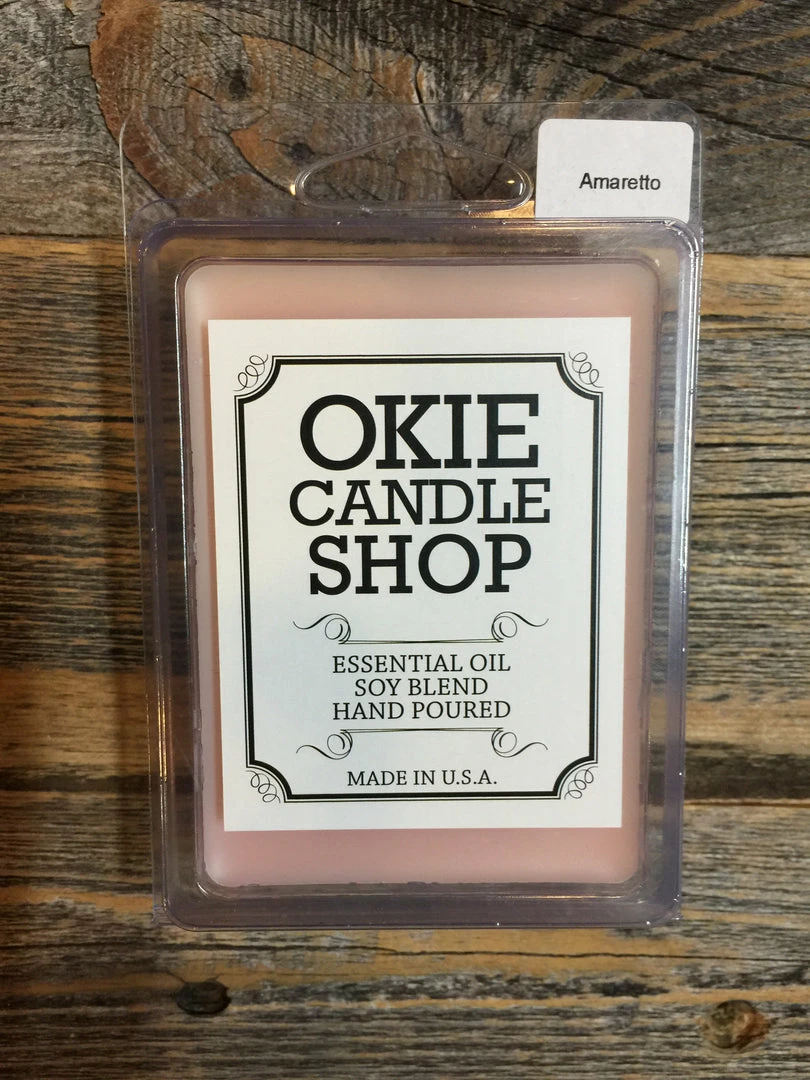 Amaretto
OKIE
CANDLE
SHOP
ESSENTIAL OIL
SOY BLEND
HAND POURED
MADE IN U.S.A.